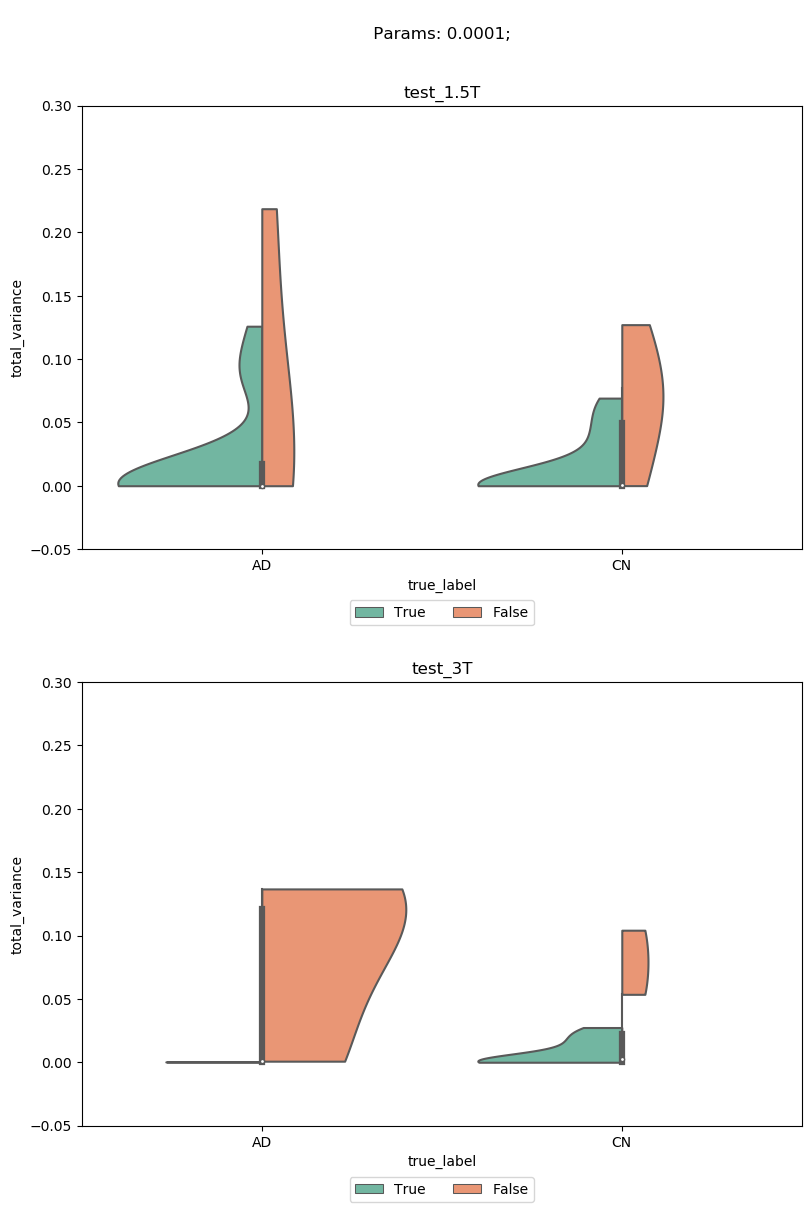 Params: 0.0001;
test_1.5T
0.30
0.25
0.20
0.15
0.10
0.05
0.00
−0.05
total_variance
AD CN
true_label
True False
test_3T
0.30
0.25
0.20
0.15
0.10
0.05
0.00
−0.05
total_variance
AD CN
true_label
True False